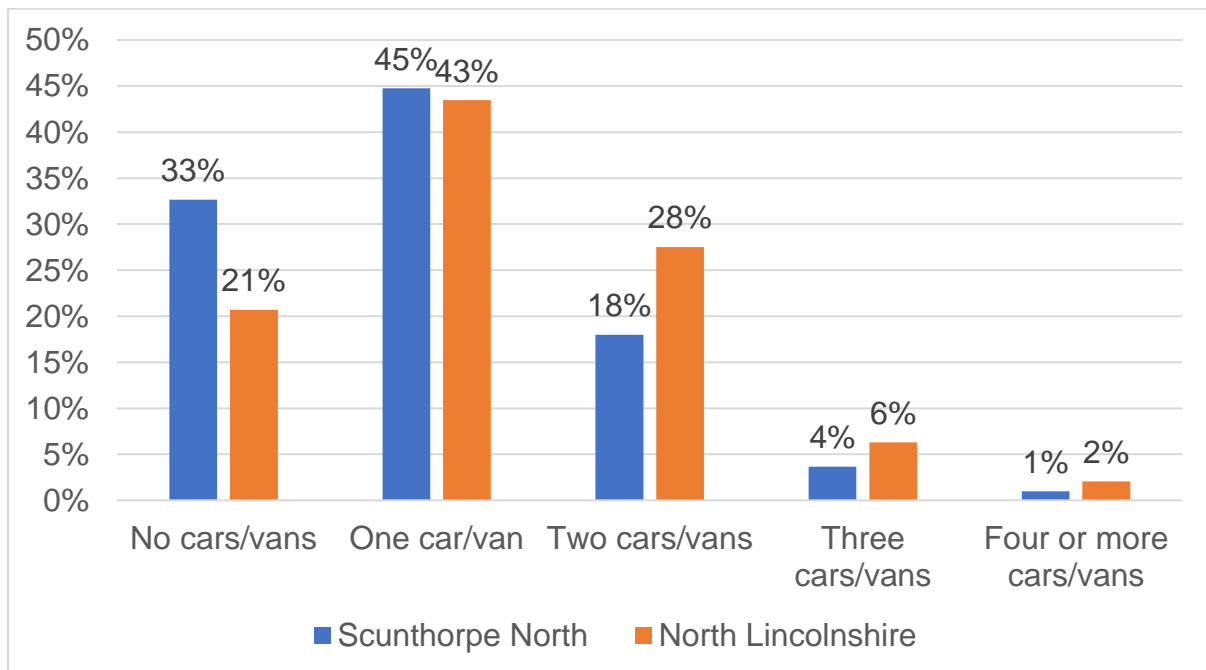 50%
45%
40%
35%
30%
25%
20%
15%
10%
5%
0%
33%
21%
45%
43%
18%
28%
4%
6%
1%
2%
No cars/vans
One car/van
Two cars/vans
Three
cars/vans
Four or more
cars/vans
Scunthorpe North
North Lincolnshire